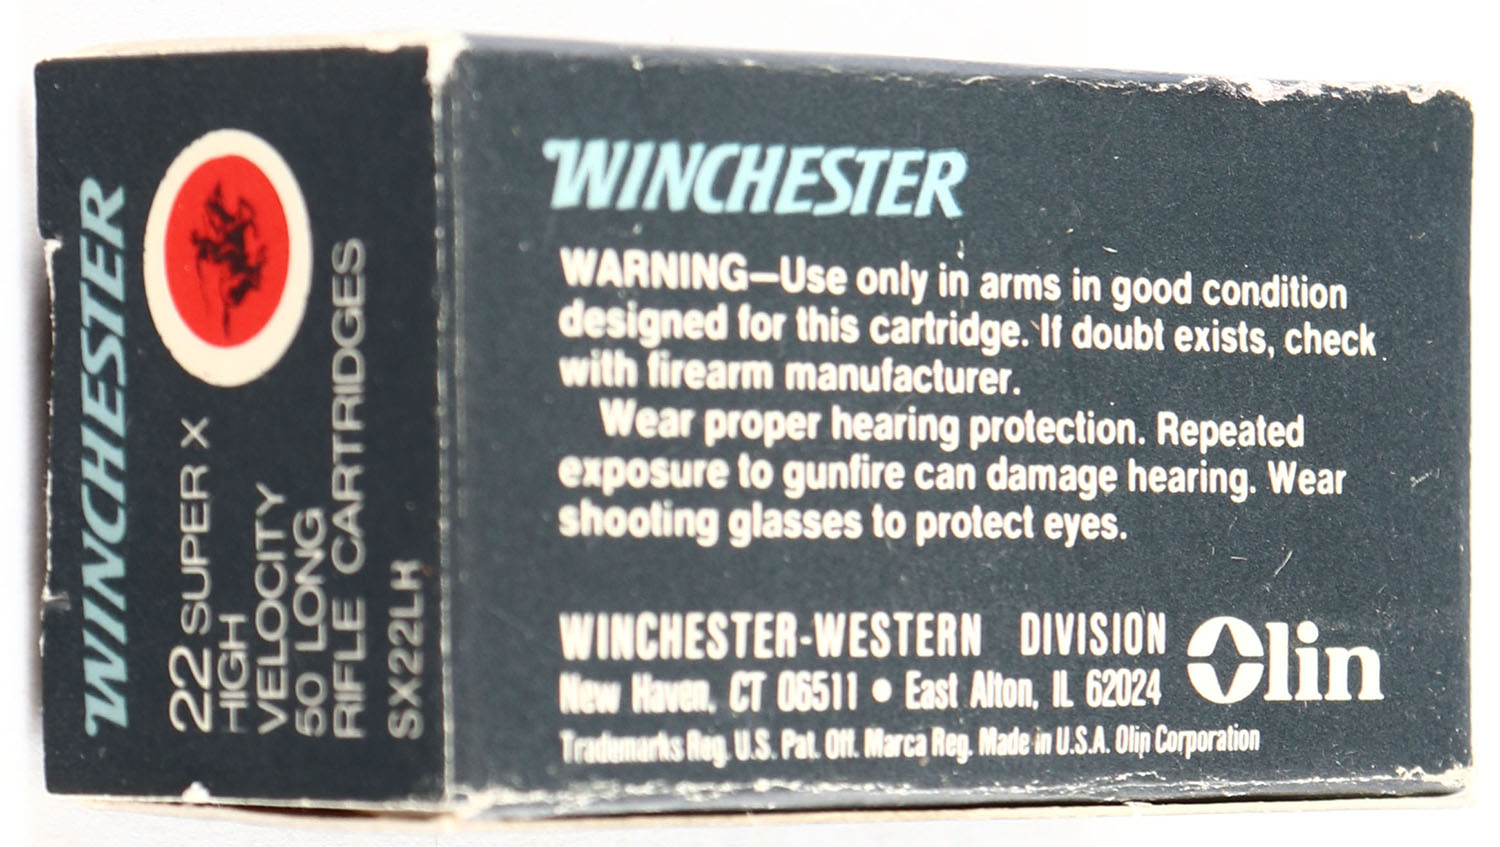 WINCHESTER
22 SUPER X
HIGH
VELOCITY
50 LONG
RIFLE CARTRIDGES
SX22LH
WINCHESTER
WARNING—Use only in arms in good condition
designed for this cartridge. If doubt exists, check
with firearm manufacturer.
Wear proper hearing protection. Repeated
exposure to gunfire can damage hearing. Wear
shooting glasses to protect eyes.
WINCHESTER-WESTERN DIVISION
New Haven, CT 06511 • East Alton, IL 62024
Olin
Trademarks Reg. U.S. Pat. Off. Marca Reg. Made in U.S.A. Olin Corporation